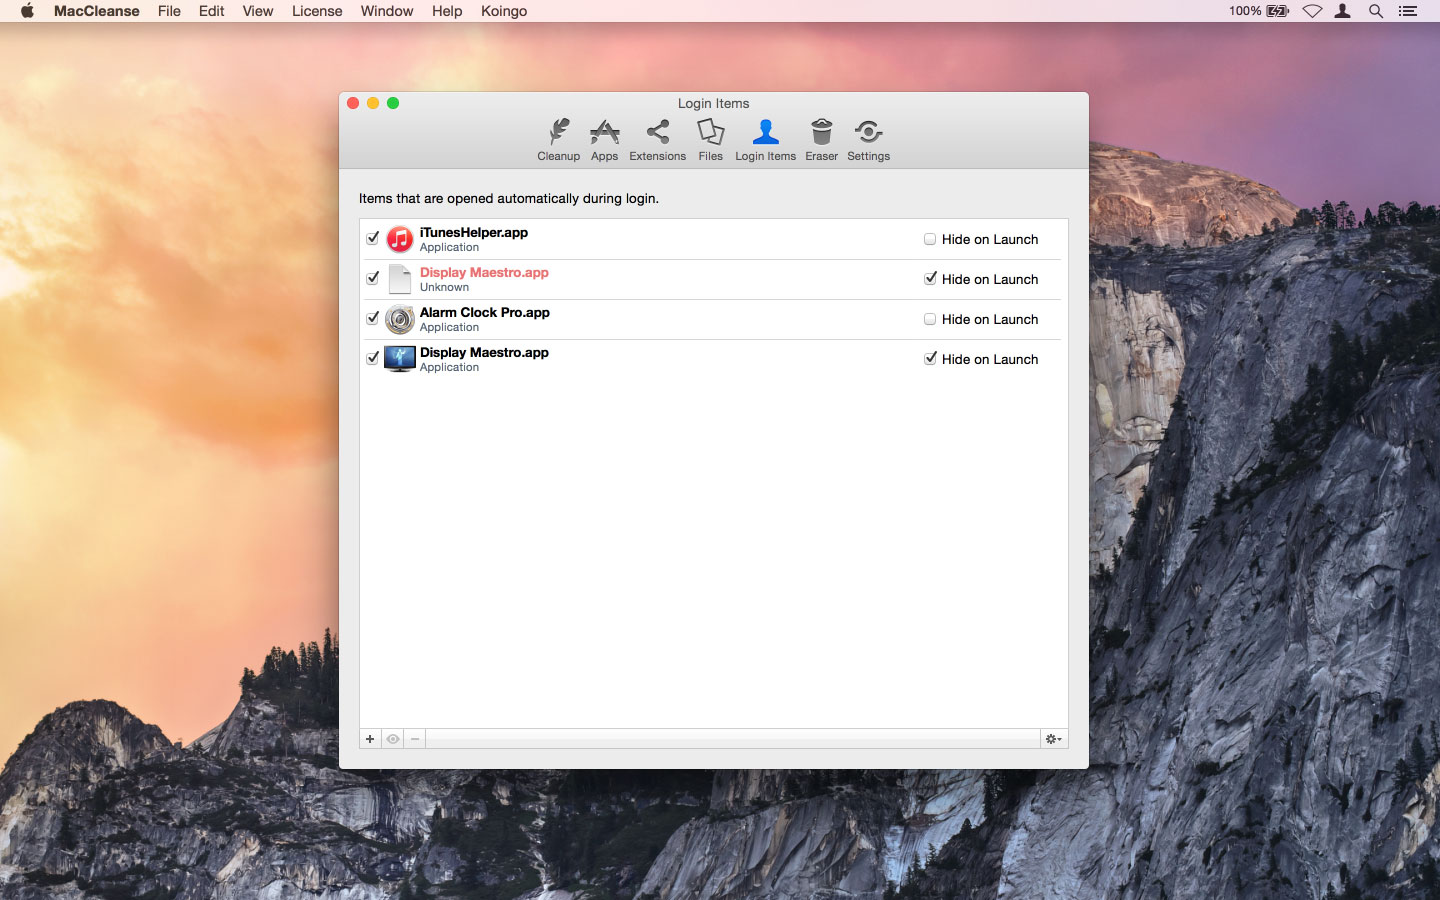 MacCleanse File Edit View License Window Help Koingo 100%
Login Items
Cleanup Apps Extensions Files Login Items Eraser Settings
Items that are opened automatically during login.
iTunesHelper.app
Application
Hide on Launch
Display Maestro.app
Unknown
Hide on Launch
Alarm Clock Pro.app
Application
Hide on Launch
Display Maestro.app
Application
Hide on Launch